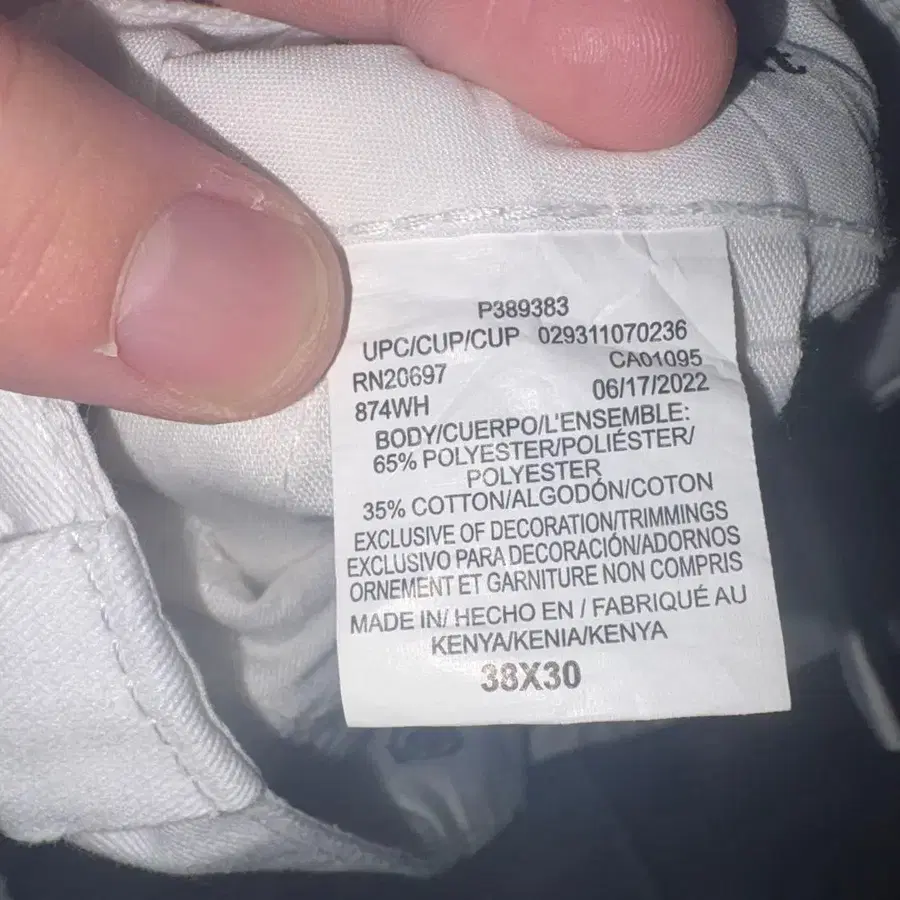 P389383
UPC/CUP/CUP 029311070236
RN20697 CA01095
874WH 06/17/2022
BODY/CUERPO/L'ENSEMBLE:
65% POLYESTER/POLIÉSTER/
POLYESTER
35% COTTON/ALGODÓN/COTON
EXCLUSIVE OF DECORATION/TRIMMINGS
EXCLUSIVO PARA DECORACIÓN/ADORNOS
ORNEMENT ET GARNITURE NON COMPRIS
MADE IN/ HECHO EN / FABRIQUÉ AU
KENYA/KENIA/KENYA
38X30